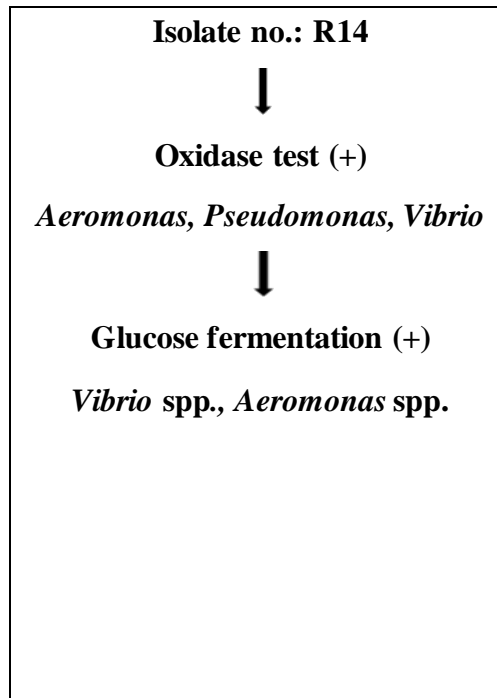 Isolate no.: R14
Oxidase test (+)
Aeromonas, Pseudomonas, Vibrio
Glucose fermentation (+)
Vibrio spp., Aeromonas spp.